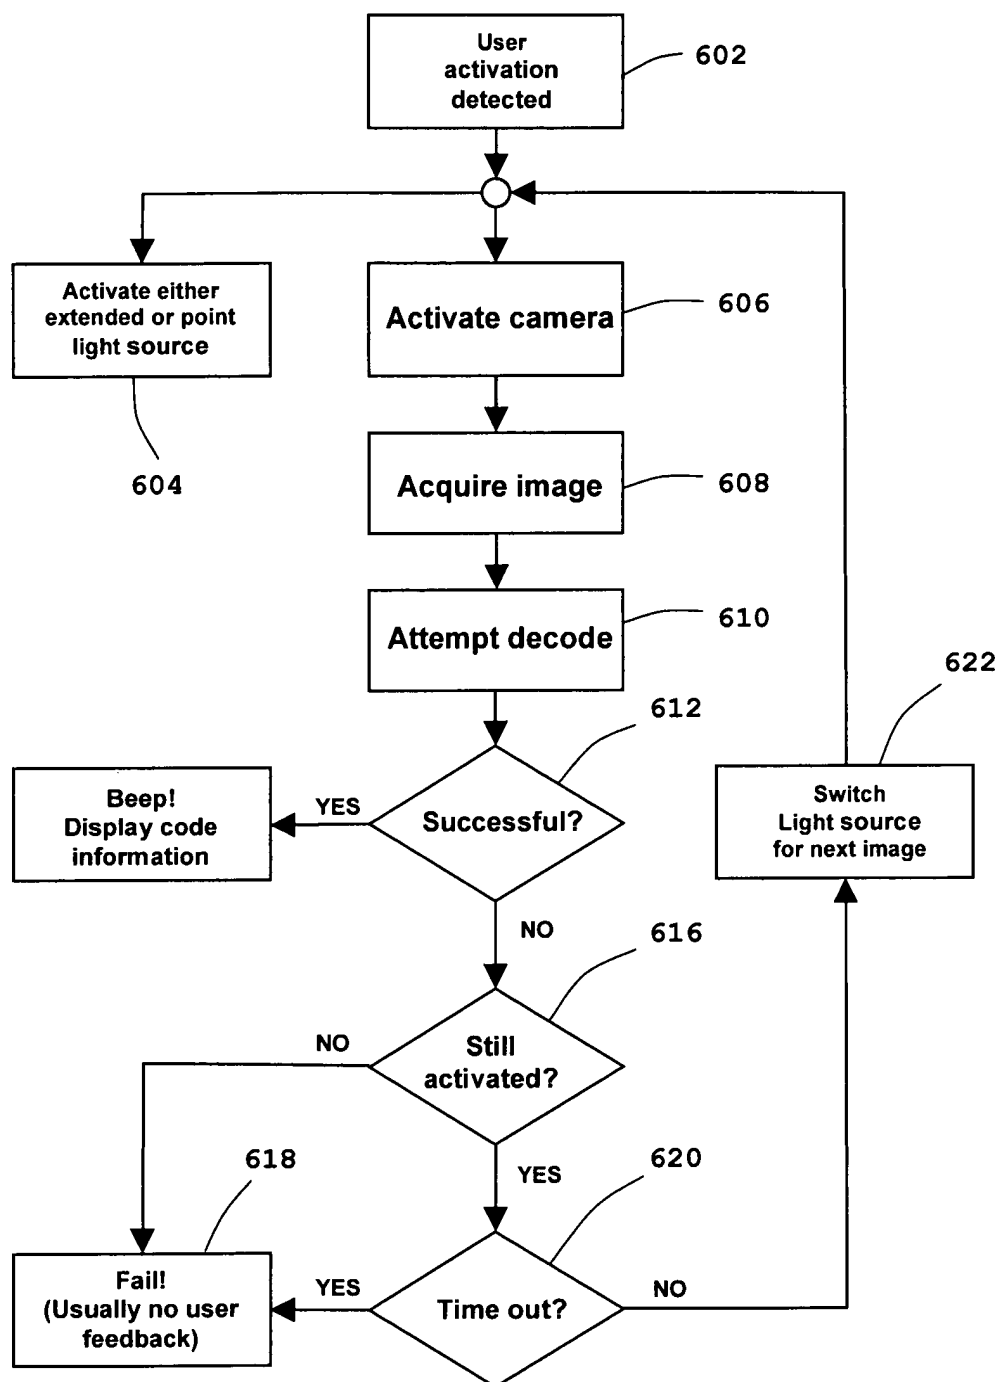 User
activation
detected
602
Activate either
extended or point
light source
604
Activate camera
606
Acquire image
608
Attempt decode
610
612
Successful?
YES
Beep!
Display code
information
NO
622
Switch
Light source
for next image
616
Still
activated?
NO
YES
618
620
Fail!
(Usually no user
feedback)
YES
Time out?
NO